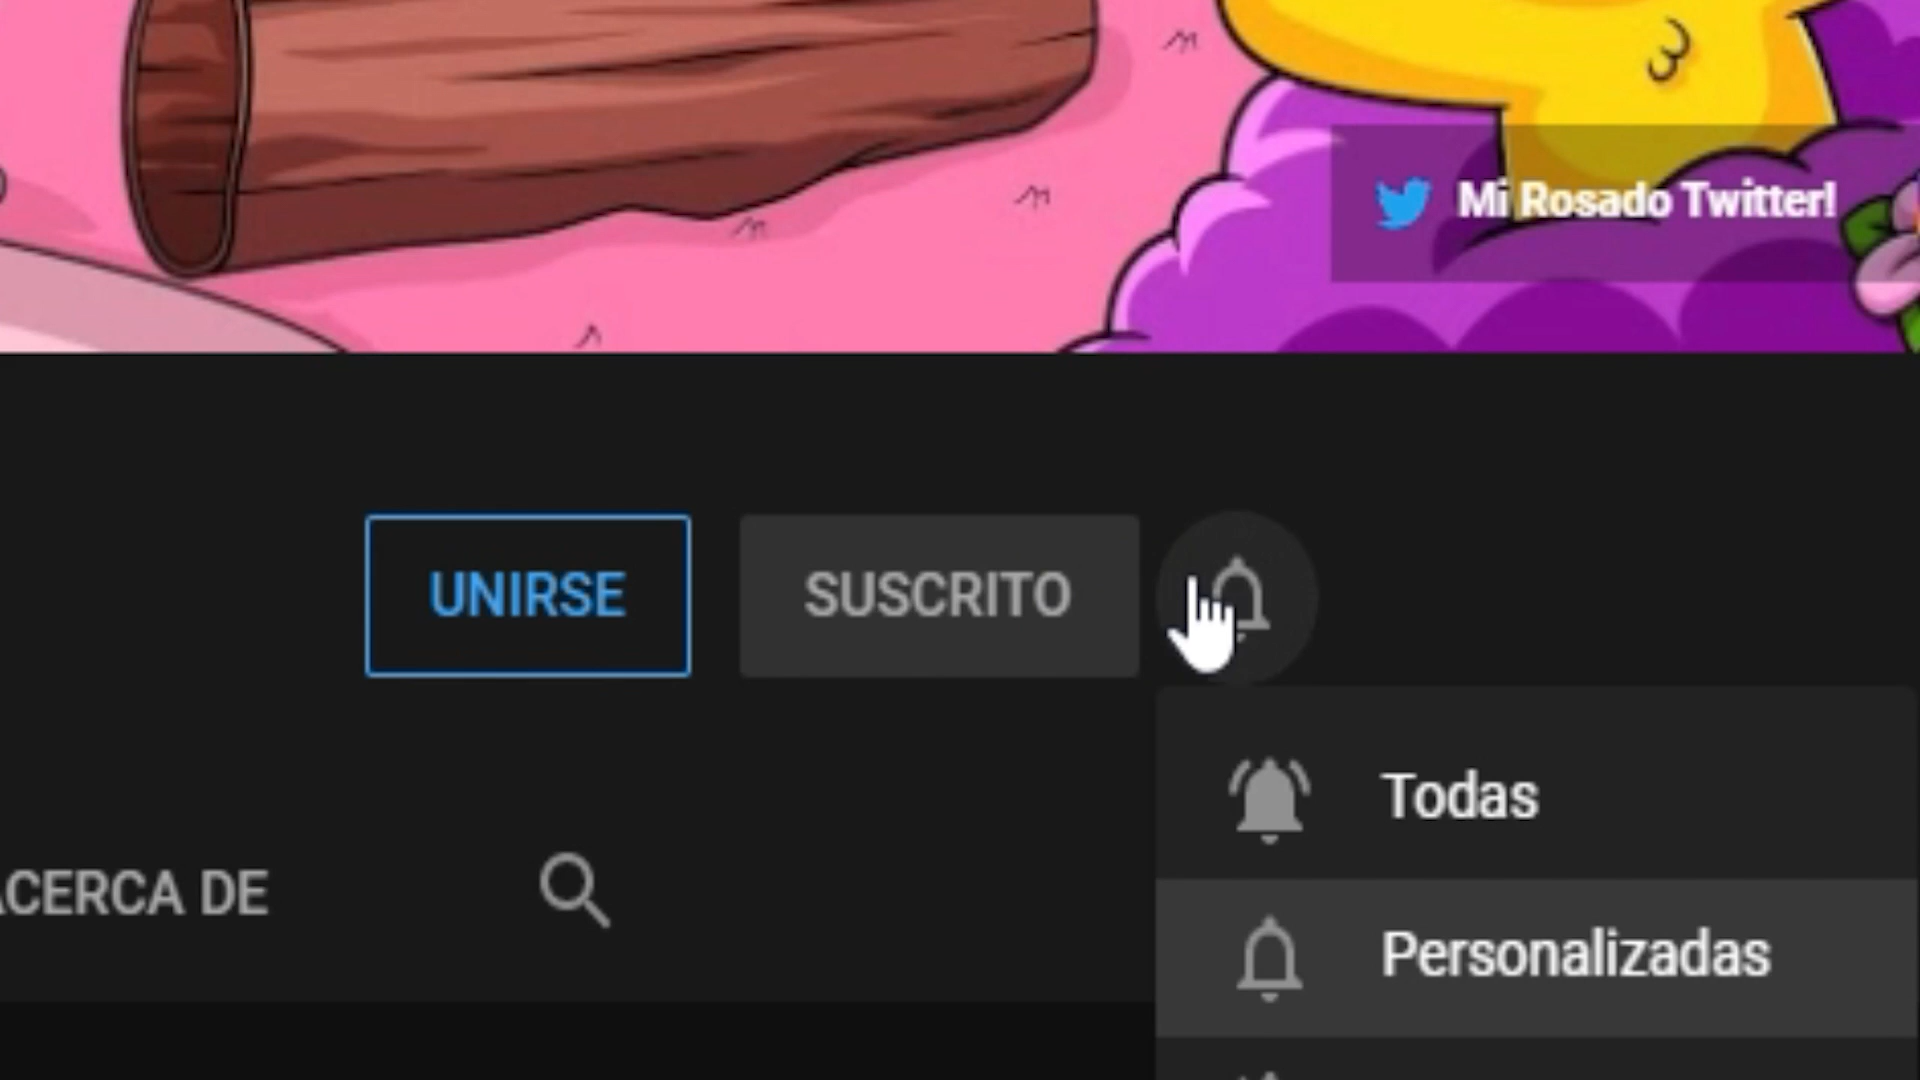 Mi Rosado Twitter!
UNIRSE
SUSCRITO
Todas
ACERCA DE
Personalizadas